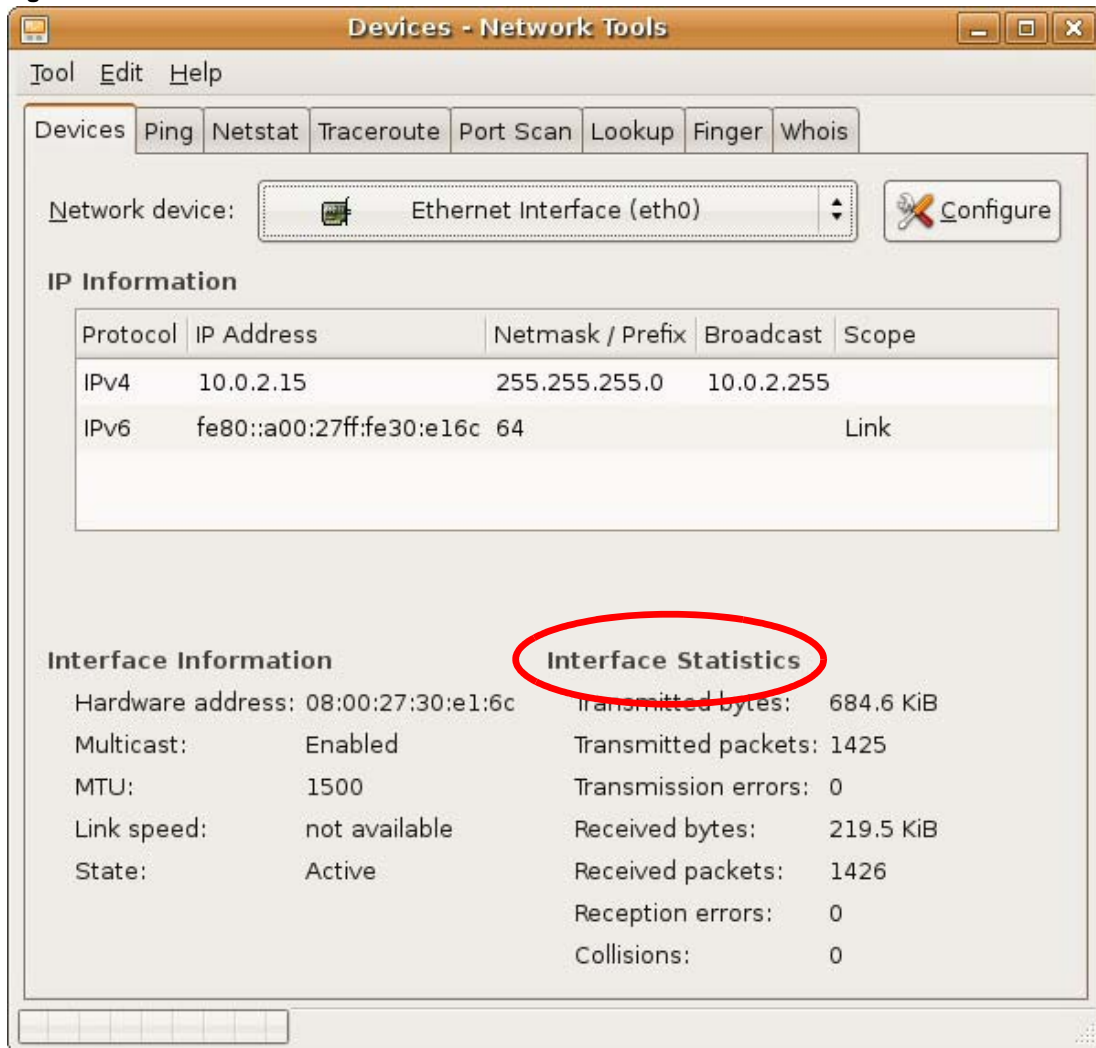 Devices - Network Tools
Tool Edit Help
Devices Ping Netstat Traceroute Port Scan Lookup Finger Whois
Network device: Ethernet Interface (eth0) Configure
IP Information
Protocol IP Address Netmask / Prefix Broadcast Scope
IPv4 10.0.2.15 255.255.255.0 10.0.2.255
IPv6 fe80::a00:27ff:fe30:e16c 64 Link
Interface Information
Hardware address: 08:00:27:30:e1:6c
Multicast: Enabled
MTU: 1500
Link speed: not available
State: Active
Interface Statistics
Transmitted bytes: 684.6 KiB
Transmitted packets: 1425
Transmission errors: 0
Received bytes: 219.5 KiB
Received packets: 1426
Reception errors: 0
Collisions: 0